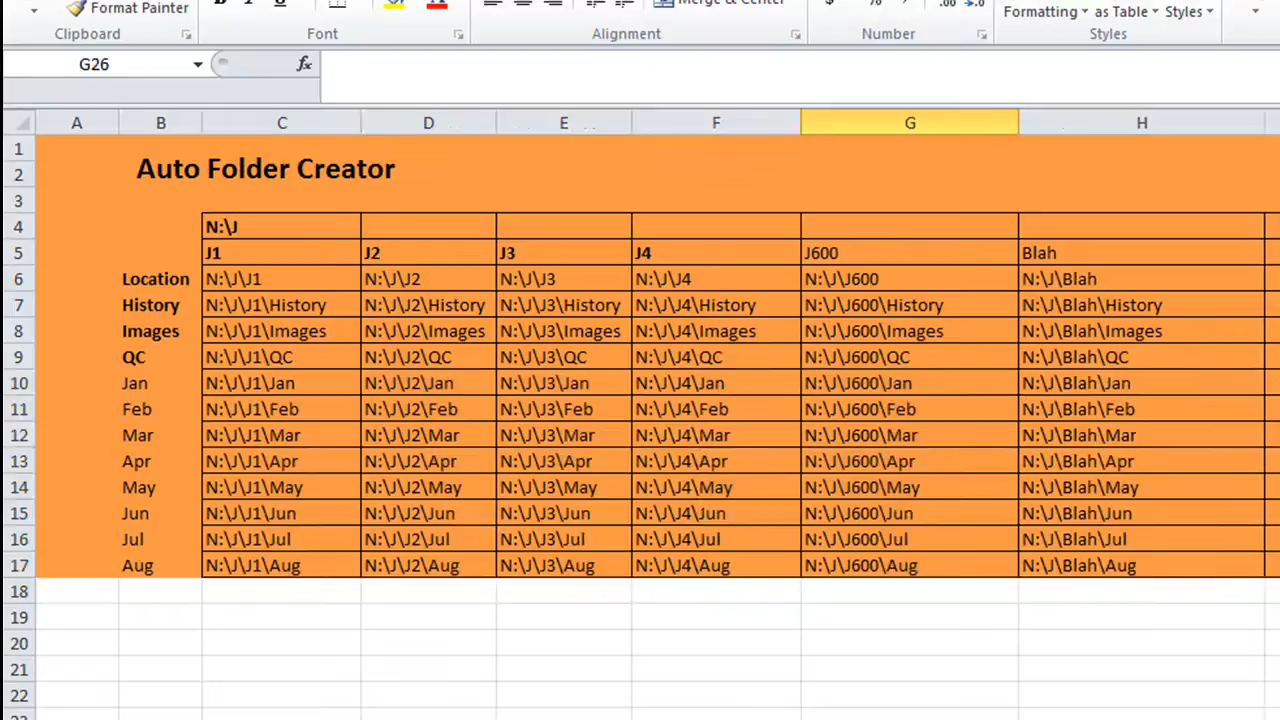 Format Painter
Merge & Center
$ % ,
Formatting as Table Styles
Clipboard Font Alignment Number Styles
G26 fx
A B C D E F G H
1
2 Auto Folder Creator
3
4 N:\J
5 J1 J2 J3 J4 J600 Blah
6 Location N:\J\J1 N:\J\J2 N:\J\J3 N:\J\J4 N:\J\J600 N:\J\Blah
7 History N:\J\J1\History N:\J\J2\History N:\J\J3\History N:\J\J4\History N:\J\J600\History N:\J\Blah\History
8 Images N:\J\J1\Images N:\J\J2\Images N:\J\J3\Images N:\J\J4\Images N:\J\J600\Images N:\J\Blah\Images
9 QC N:\J\J1\QC N:\J\J2\QC N:\J\J3\QC N:\J\J4\QC N:\J\J600\QC N:\J\Blah\QC
10 Jan N:\J\J1\Jan N:\J\J2\Jan N:\J\J3\Jan N:\J\J4\Jan N:\J\J600\Jan N:\J\Blah\Jan
11 Feb N:\J\J1\Feb N:\J\J2\Feb N:\J\J3\Feb N:\J\J4\Feb N:\J\J600\Feb N:\J\Blah\Feb
12 Mar N:\J\J1\Mar N:\J\J2\Mar N:\J\J3\Mar N:\J\J4\Mar N:\J\J600\Mar N:\J\Blah\Mar
13 Apr N:\J\J1\Apr N:\J\J2\Apr N:\J\J3\Apr N:\J\J4\Apr N:\J\J600\Apr N:\J\Blah\Apr
14 May N:\J\J1\May N:\J\J2\May N:\J\J3\May N:\J\J4\May N:\J\J600\May N:\J\Blah\May
15 Jun N:\J\J1\Jun N:\J\J2\Jun N:\J\J3\Jun N:\J\J4\Jun N:\J\J600\Jun N:\J\Blah\Jun
16 Jul N:\J\J1\Jul N:\J\J2\Jul N:\J\J3\Jul N:\J\J4\Jul N:\J\J600\Jul N:\J\Blah\Jul
17 Aug N:\J\J1\Aug N:\J\J2\Aug N:\J\J3\Aug N:\J\J4\Aug N:\J\J600\Aug N:\J\Blah\Aug
18
19
20
21
22